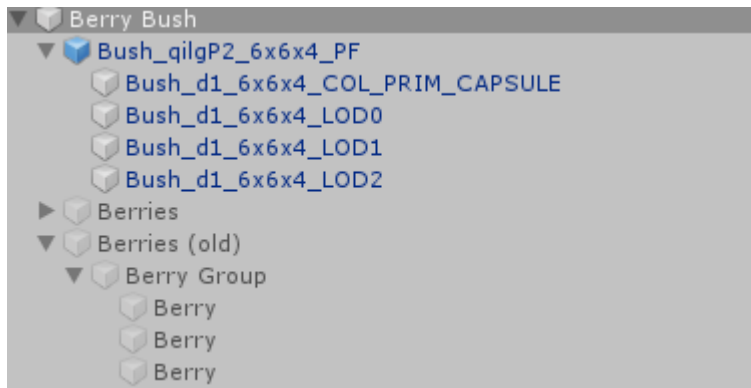 Berry Bush
Bush_qilgP2_6x6x4_PF
Bush_d1_6x6x4_COL_PRIM_CAPSULE
Bush_d1_6x6x4_LOD0
Bush_d1_6x6x4_LOD1
Bush_d1_6x6x4_LOD2
Berries
Berries (old)
Berry Group
Berry
Berry
Berry